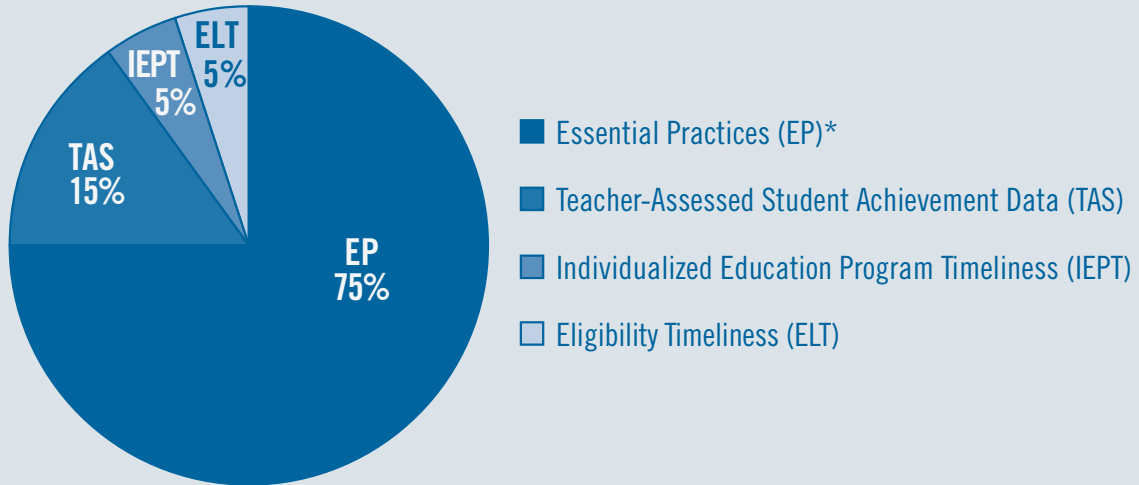 ELT
5%
IEPT
5%
TAS
15%
EP
75%
Essential Practices (EP)*
Teacher-Assessed Student Achievement Data (TAS)
Individualized Education Program Timeliness (IEPT)
Eligibility Timeliness (ELT)